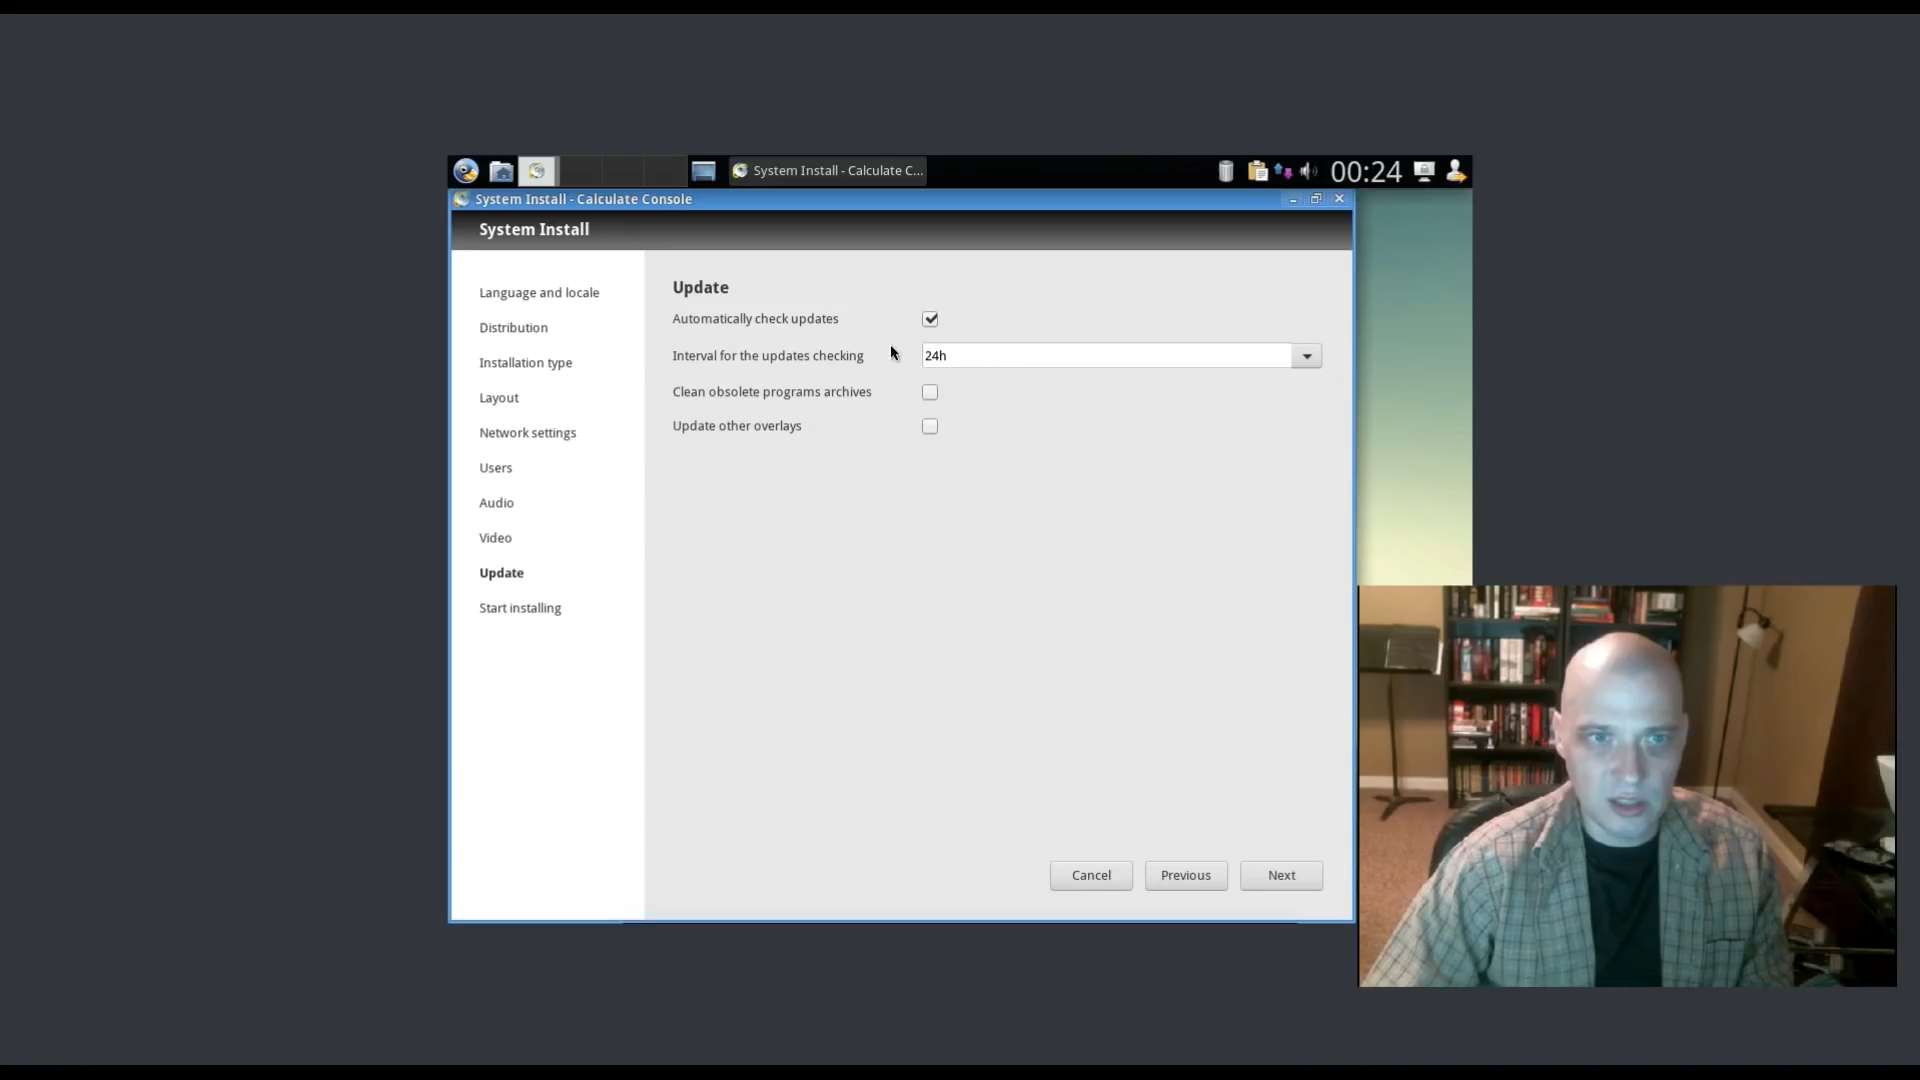 System Install - Calculate C...
00:24
System Install - Calculate Console
System Install
Language and locale
Distribution
Installation type
Layout
Network settings
Users
Audio
Video
Update
Start installing
Update
Automatically check updates
Interval for the updates checking
24h
Clean obsolete programs archives
Update other overlays
Cancel
Previous
Next